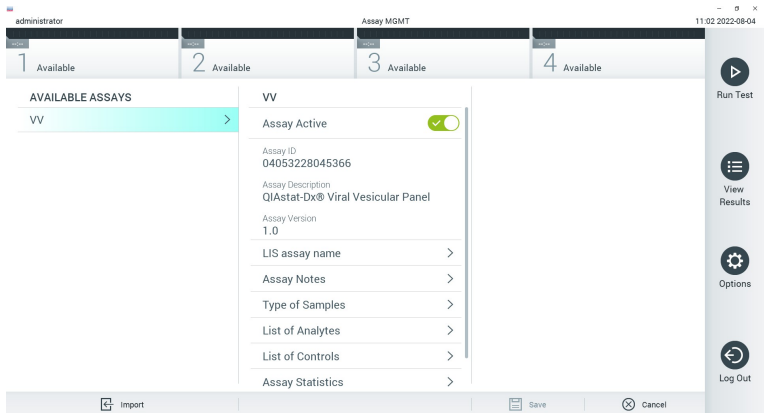 administrator
Assay MGMT
11:02 2022-08-04
1 Available
2 Available
3 Available
4 Available
AVAILABLE ASSAYS
VV
VV
Assay Active
Assay ID
04053228045366
Assay Description
QIAstat-Dx® Viral Vesicular Panel
Assay Version
1.0
LIS assay name
Assay Notes
Type of Samples
List of Analytes
List of Controls
Assay Statistics
Run Test
View
Results
Options
Log Out
Import
Save
Cancel